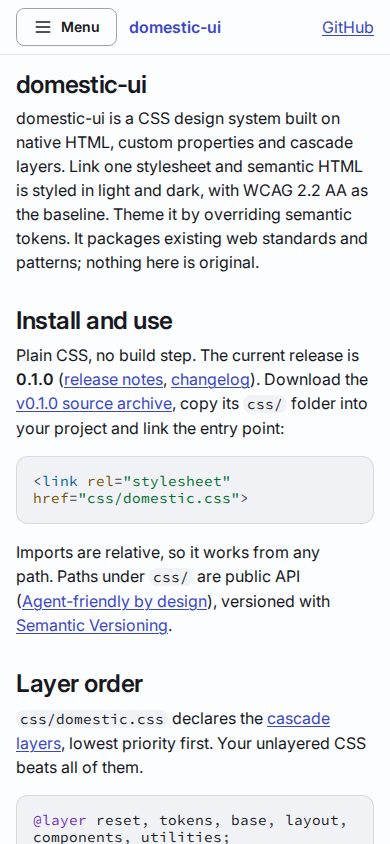 Menu domestic-ui GitHub
domestic-ui
domestic-ui is a CSS design system built on
native HTML, custom properties and cascade
layers. Link one stylesheet and semantic HTML
is styled in light and dark, with WCAG 2.2 AA as
the baseline. Theme it by overriding semantic
tokens. It packages existing web standards and
patterns; nothing here is original.
Install and use
Plain CSS, no build step. The current release is
0.1.0 (release notes, changelog). Download the
v0.1.0 source archive, copy its css/ folder into
your project and link the entry point:
<link rel="stylesheet"
href="css/domestic.css">
Imports are relative, so it works from any
path. Paths under css/ are public API
(Agent-friendly by design), versioned with
Semantic Versioning.
Layer order
css/domestic.css declares the cascade
layers, lowest priority first. Your unlayered CSS
beats all of them.
@layer reset, tokens, base, layout,
components, utilities;